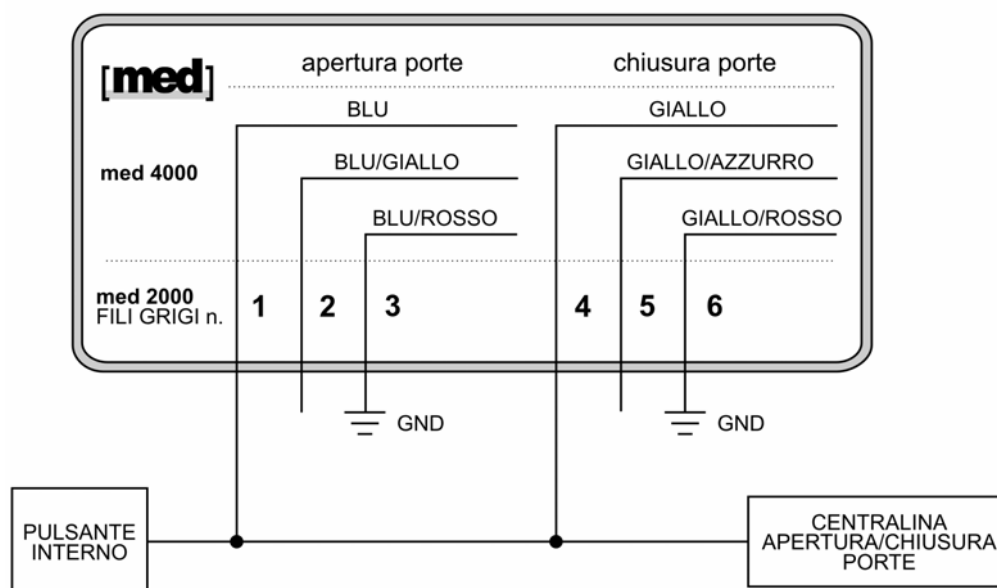 [med]
apertura porte chiusura porte
BLU GIALLO
med 4000 BLU/GIALLO GIALLO/AZZURRO
BLU/ROSSO GIALLO/ROSSO
med 2000
FILI GRIGI n. 1 2 3 4 5 6
GND GND
PULSANTE
INTERNO
CENTRALINA
APERTURA/CHIUSURA
PORTE